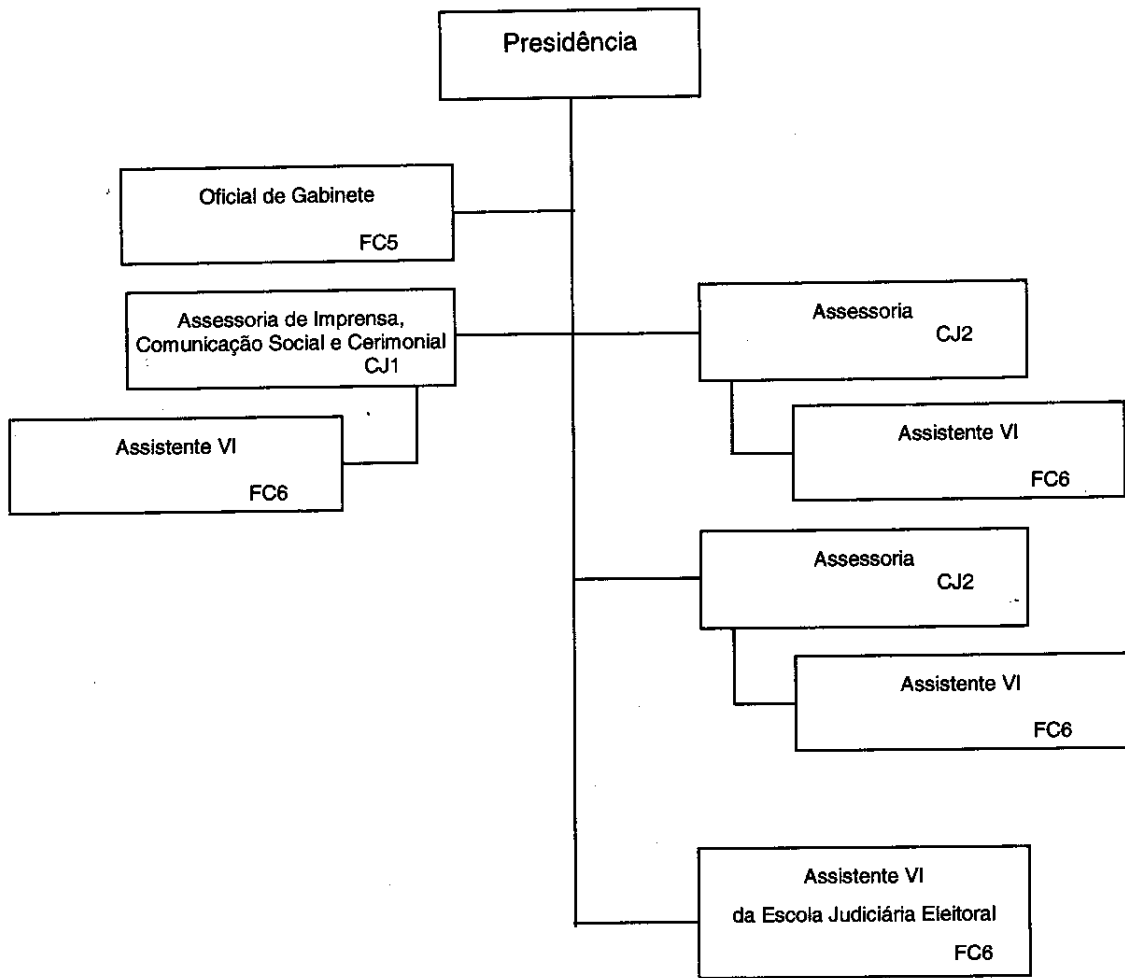 Presidência
Oficial de Gabinete
FC5
Assessoria de Imprensa,
Comunicação Social e Cerimonial
CJ1
Assistente VI
FC6
Assessoria
CJ2
Assistente VI
FC6
Assessoria
CJ2
Assistente VI
FC6
Assistente VI
da Escola Judiciária Eleitoral
FC6